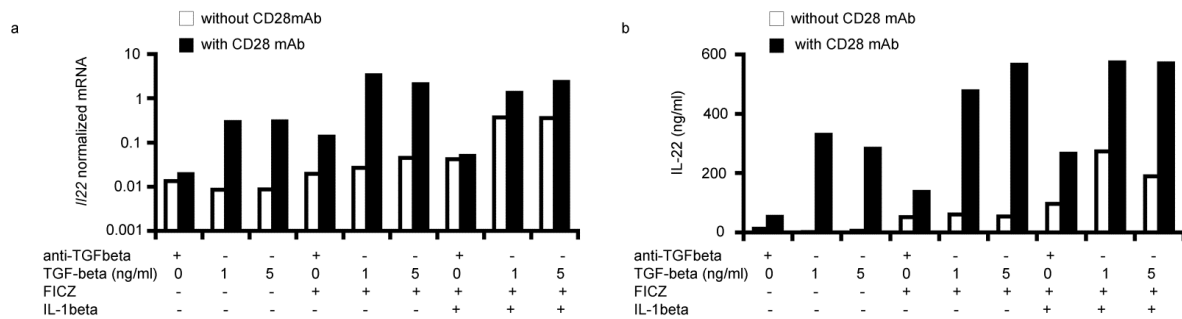 a
without CD28mAb
with CD28 mAb
Il22 normalized mRNA
10
1
0.1
0.01
0.001
anti-TGFbeta + - - + - - + - -
TGF-beta (ng/ml) 0 1 5 0 1 5 0 1 5
FICZ - - - + + + + + +
IL-1beta - - - - - - + + +
b
without CD28 mAb
with CD28 mAb
IL-22 (ng/ml)
600
400
200
0
anti-TGFbeta + - - + - - + - -
TGF-beta (ng/ml) 0 1 5 0 1 5 0 1 5
FICZ - - - + + + + + +
IL-1beta - - - - - - + + +